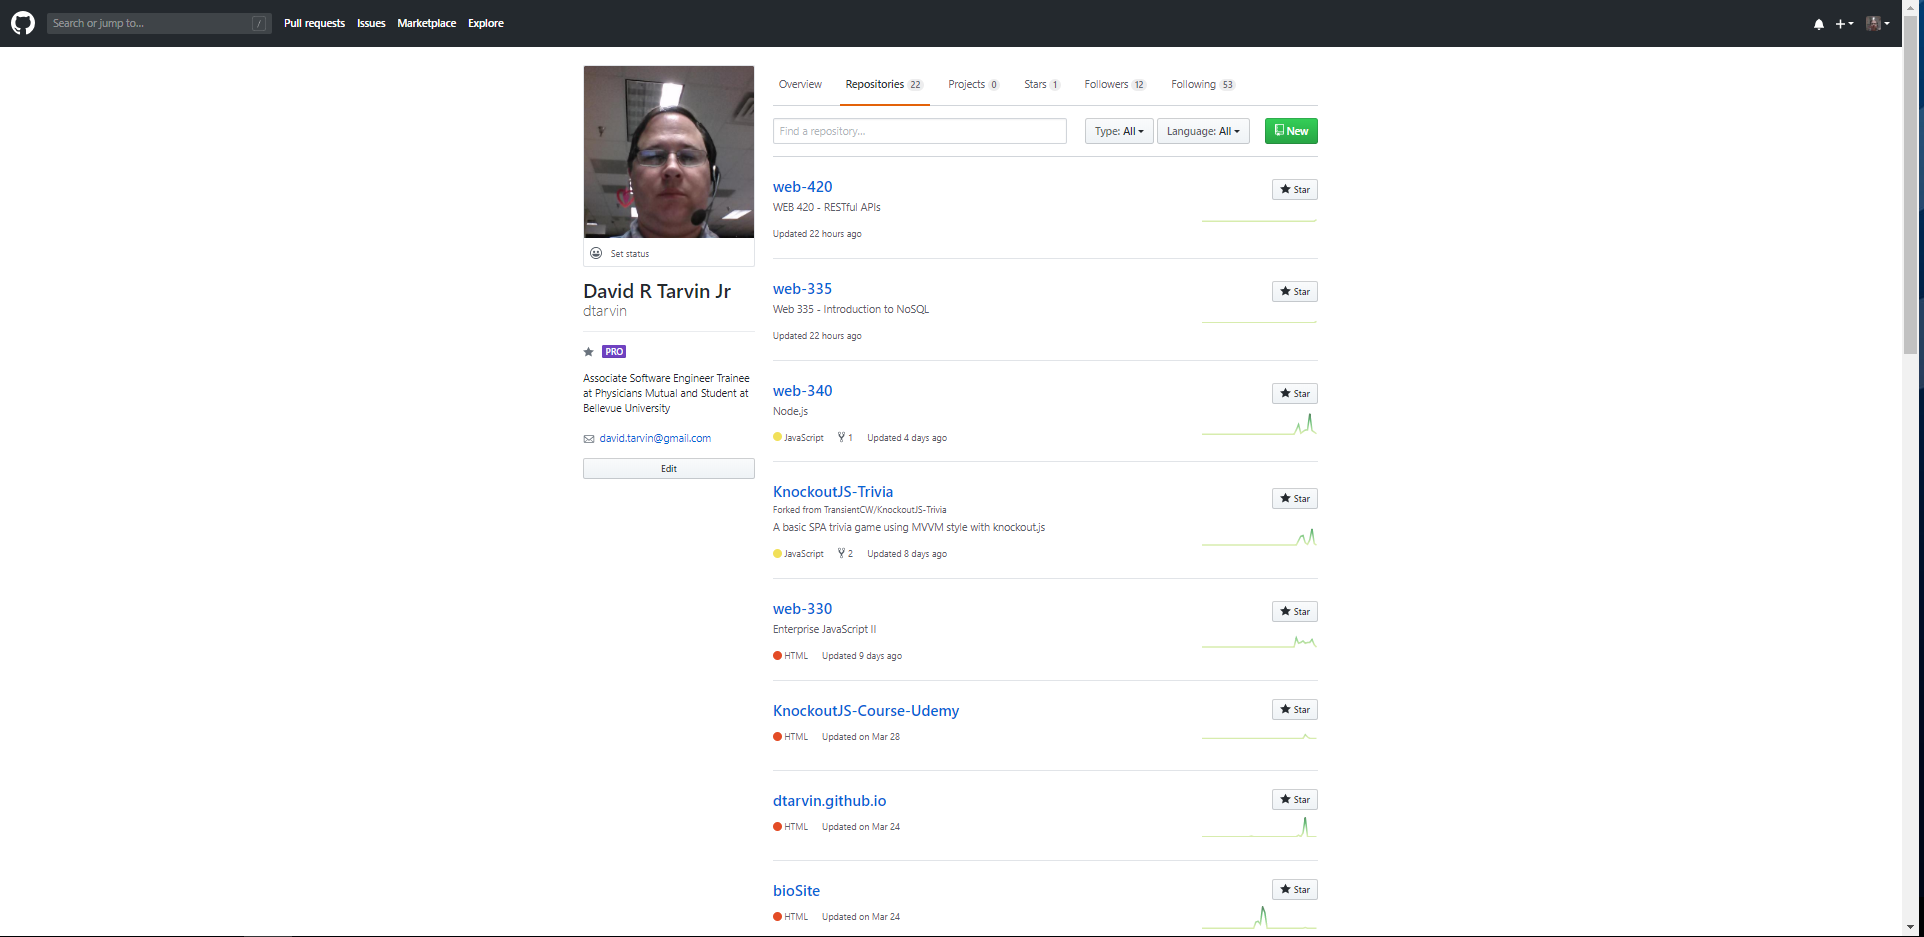 Search or jump to... /
Pull requests Issues Marketplace Explore
Set status
David R Tarvin Jr
dtarvin
PRO
Associate Software Engineer Trainee
at Physicians Mutual and Student at
Bellevue University
david.tarvin@gmail.com
Edit
Overview Repositories 22 Projects 0 Stars 1 Followers 12 Following 53
Find a repository... Type: All Language: All New
web-420 Star
WEB 420 - RESTful APIs
Updated 22 hours ago
web-335 Star
Web 335 - Introduction to NoSQL
Updated 22 hours ago
web-340 Star
Node.js
JavaScript 1 Updated 4 days ago
KnockoutJS-Trivia Star
Forked from TransientCW/KnockoutJS-Trivia
A basic SPA trivia game using MVVM style with knockout.js
JavaScript 2 Updated 8 days ago
web-330 Star
Enterprise JavaScript II
HTML Updated 9 days ago
KnockoutJS-Course-Udemy Star
HTML Updated on Mar 28
dtarvin.github.io Star
HTML Updated on Mar 24
bioSite Star
HTML Updated on Mar 24